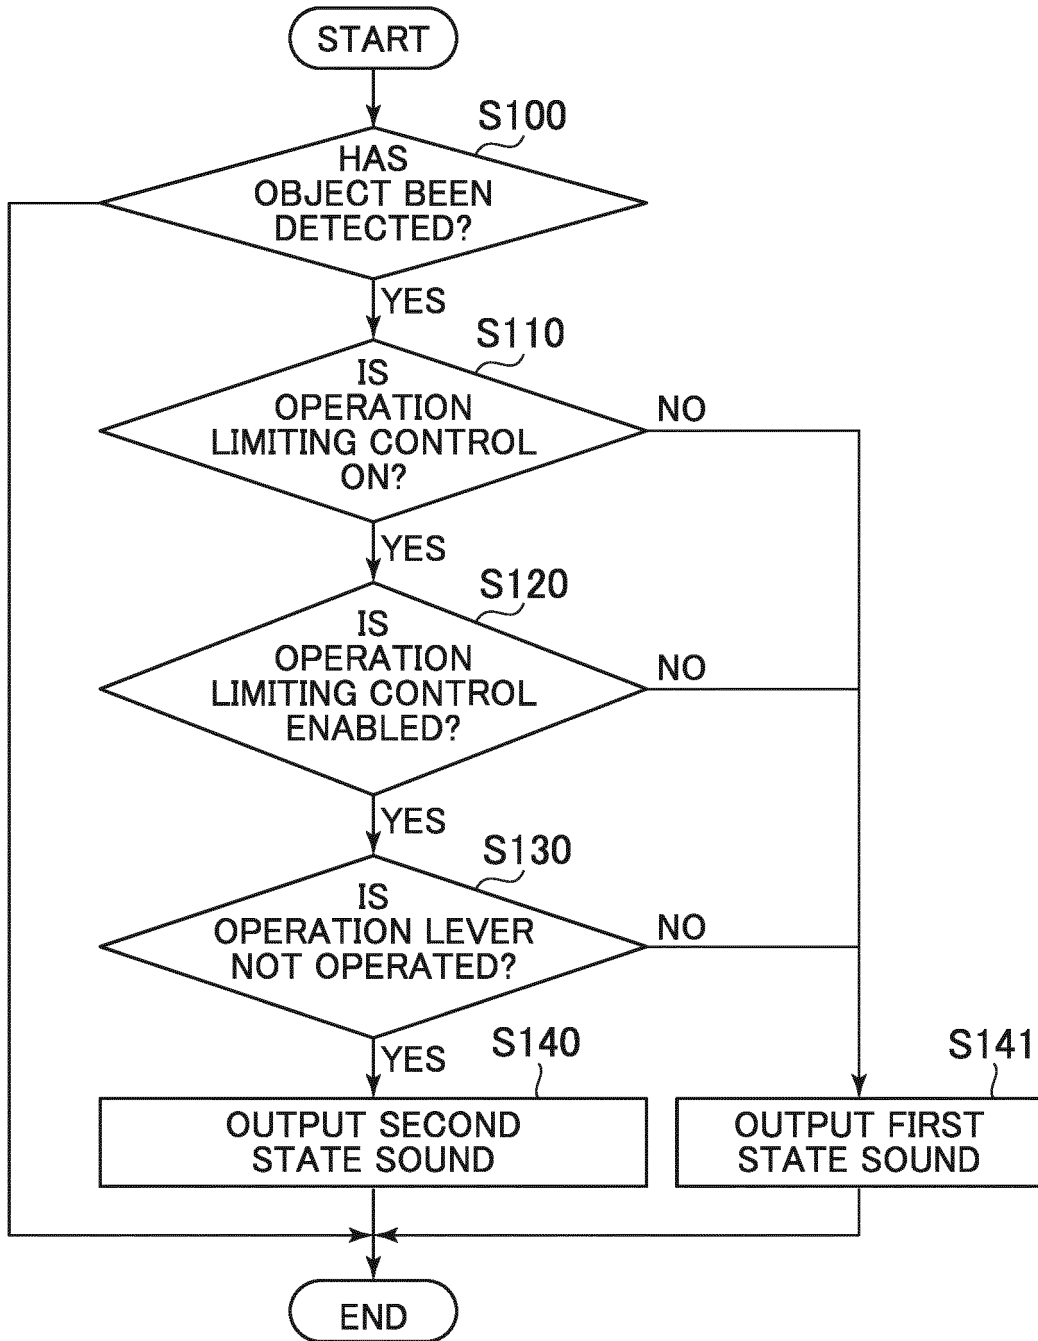 START
S100
HAS
OBJECT BEEN
DETECTED?
YES
S110
IS
OPERATION
LIMITING CONTROL
ON?
NO
YES
S120
IS
OPERATION
LIMITING CONTROL
ENABLED?
NO
YES
S130
IS
OPERATION LEVER
NOT OPERATED?
NO
YES
S140
OUTPUT SECOND
STATE SOUND
S141
OUTPUT FIRST
STATE SOUND
END